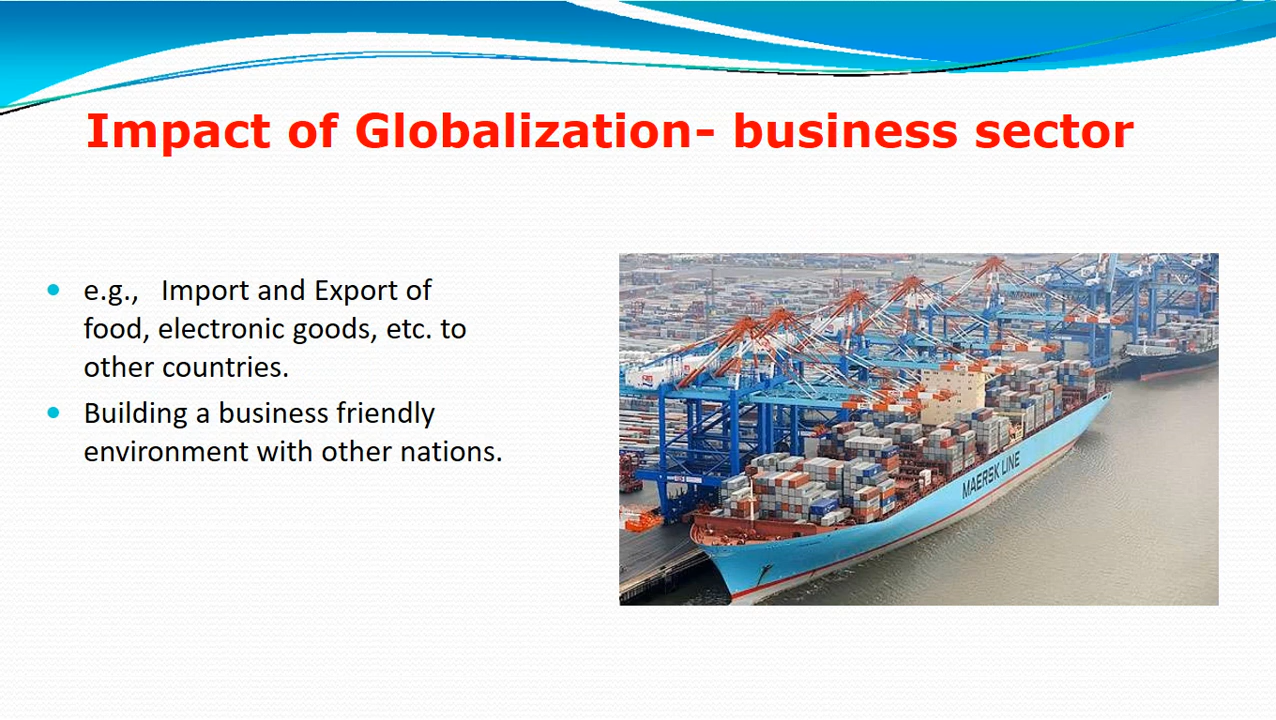 Impact of Globalization- business sector
e.g.,   Import and Export of
food, electronic goods, etc. to
other countries.
Building a business friendly
environment with other nations.
MAERSK LINE